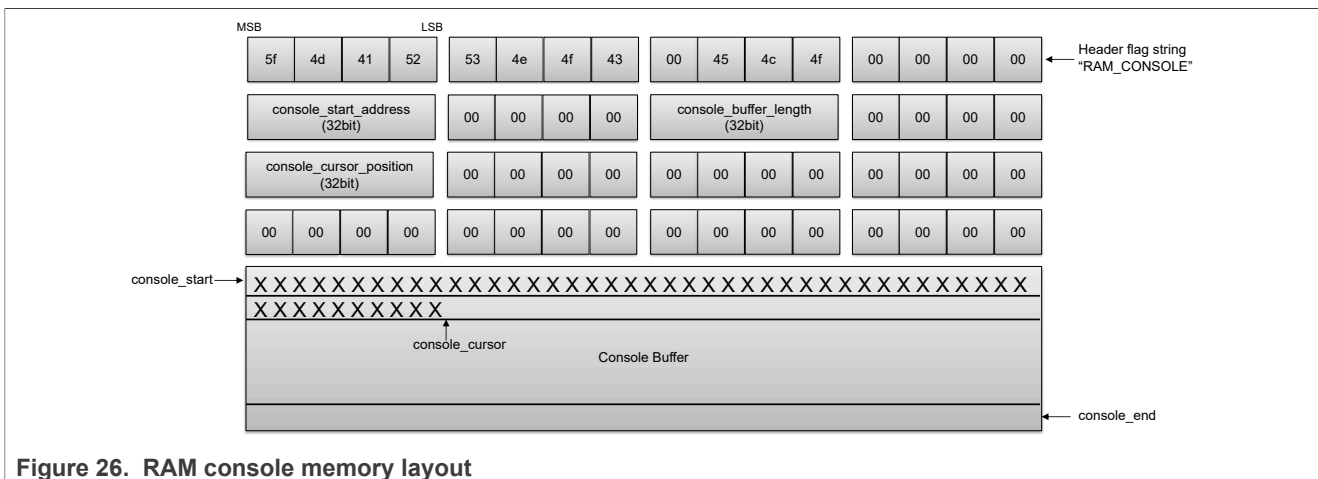 MSB LSB
5f 4d 41 52 53 4e 4f 43 00 45 4c 4f 00 00 00 00
Header flag string
“RAM_CONSOLE”
console_start_address
(32bit)
00 00 00 00
console_buffer_length
(32bit)
00 00 00 00
console_cursor_position
(32bit)
00 00 00 00 00 00 00 00 00 00 00 00
00 00 00 00 00 00 00 00 00 00 00 00 00 00 00 00
console_start
X X X X X X X X X X X X X X X X X X X X X X X X X X X X X X X X X X X X X X X X
X X X X X X X X X X
console_cursor
Console Buffer
console_end
Figure 26. RAM console memory layout